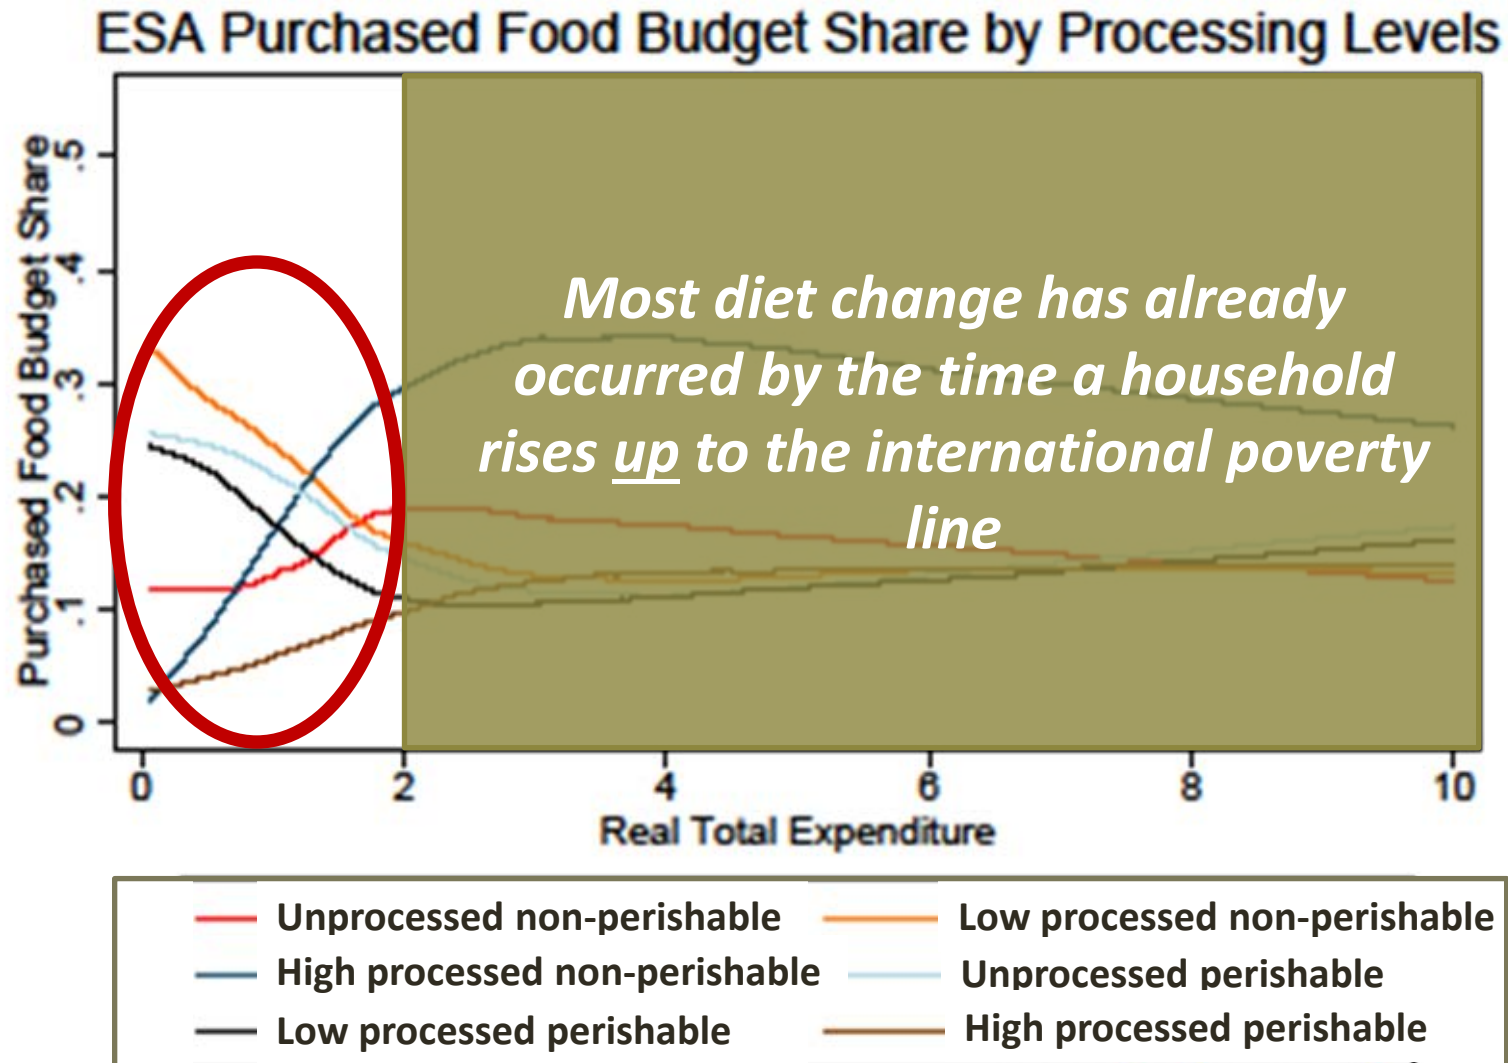 ESA Purchased Food Budget Share by Processing Levels
Purchased Food Budget Share
.5
.4
.3
.2
.1
0
Most diet change has already
occurred by the time a household
rises up to the international poverty
line
0 2 4 6 8 10
Real Total Expenditure
Unprocessed non-perishable Low processed non-perishable
High processed non-perishable Unprocessed perishable
Low processed perishable High processed perishable